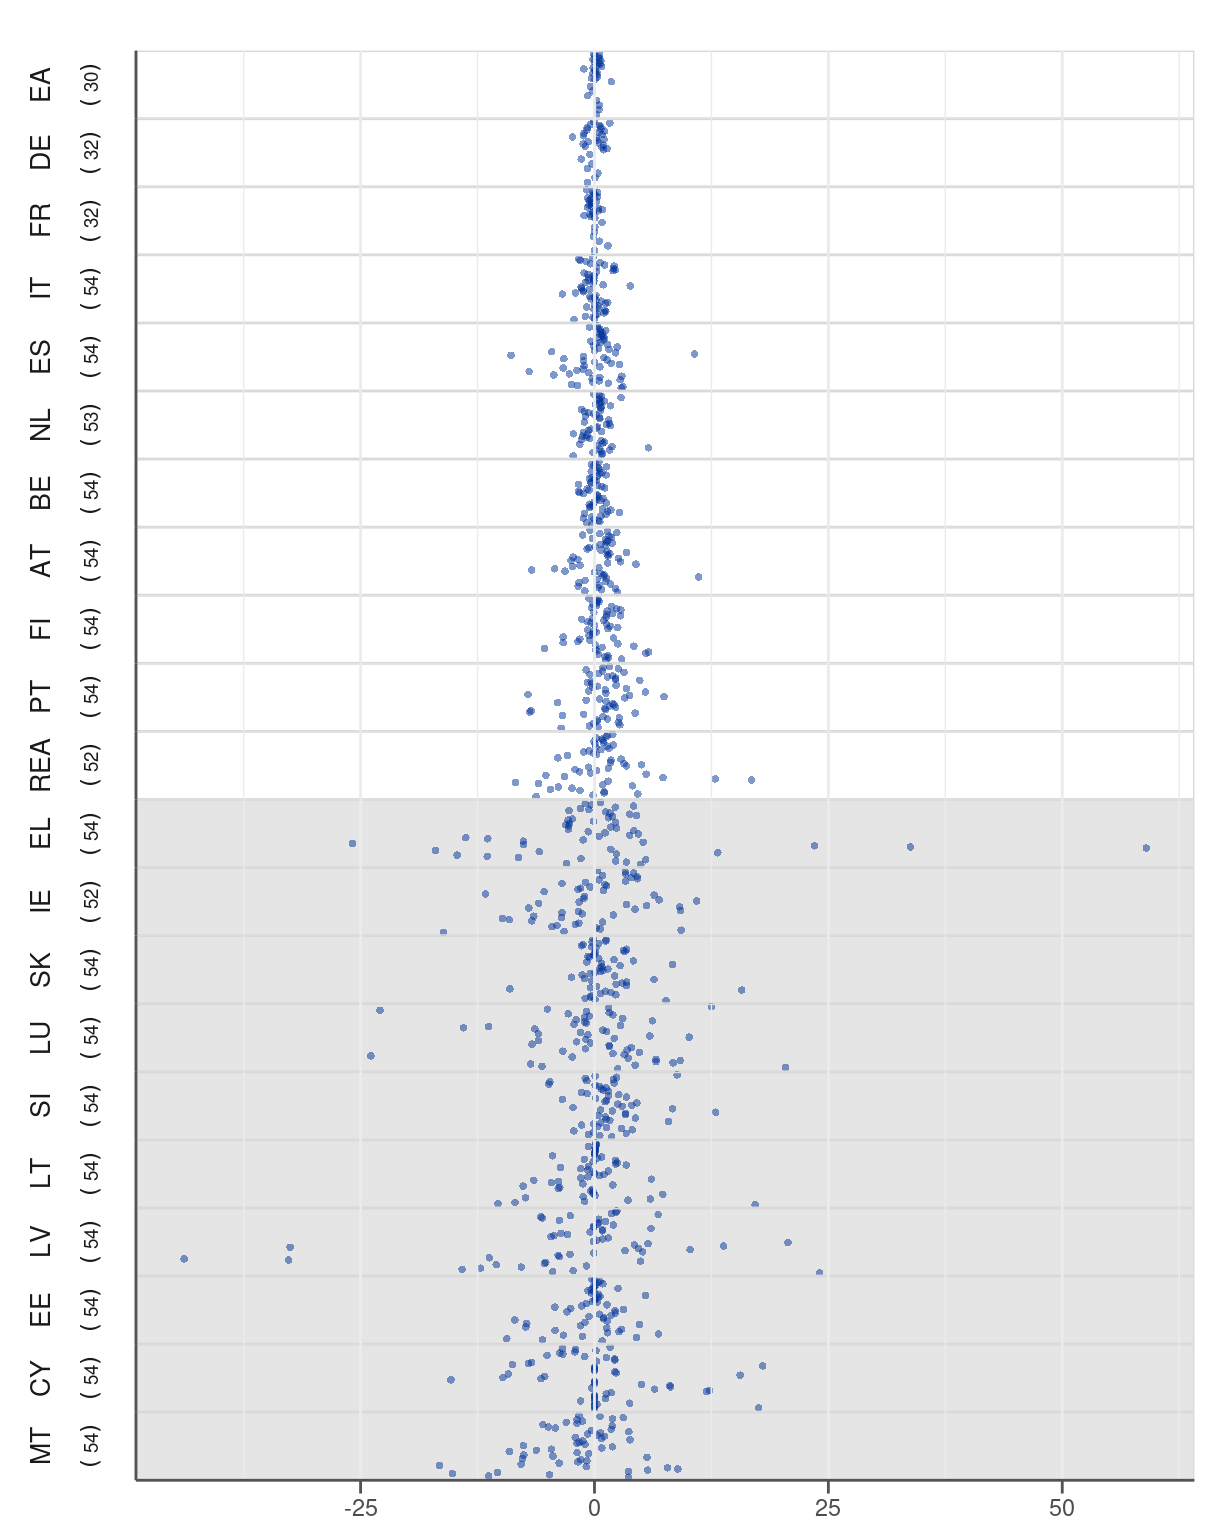 EA ( 30)
DE ( 32)
FR ( 32)
IT ( 54)
ES ( 54)
NL ( 53)
BE ( 54)
AT ( 54)
FI ( 54)
PT ( 54)
REA ( 52)
EL ( 54)
IE ( 52)
SK ( 54)
LU ( 54)
SI ( 54)
LT ( 54)
LV ( 54)
EE ( 54)
CY ( 54)
MT ( 54)
-25 0 25 50